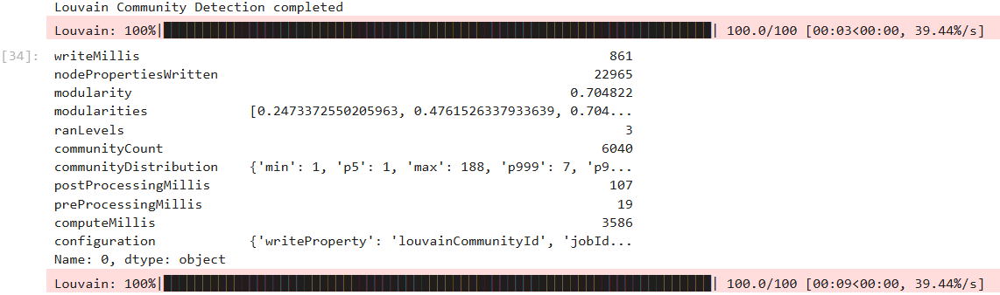 Louvain Community Detection completed
Louvain: 100%|██████████| 100.0/100 [00:03<00:00, 39.44%/s]
[34]: writeMillis 861
nodePropertiesWritten 22965
modularity 0.704822
modularities [0.2473372550205963, 0.4761526337933639, 0.704...
ranLevels 3
communityCount 6040
communityDistribution {'min': 1, 'p5': 1, 'max': 188, 'p999': 7, 'p9...
postProcessingMillis 107
preProcessingMillis 19
computeMillis 3586
configuration {'writeProperty': 'louvainCommunityId', 'jobId...
Name: 0, dtype: object
Louvain: 100%|██████████| 100.0/100 [00:09<00:00, 39.44%/s]